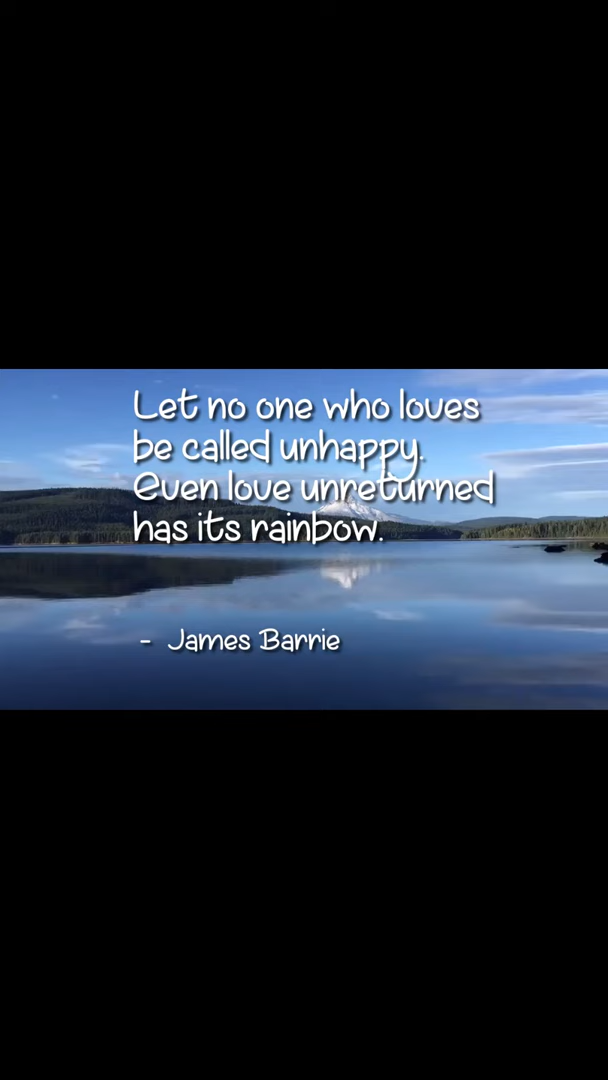 Let no one who loves
be called unhappy.
Even love unreturned
has its rainbow.
- James Barrie